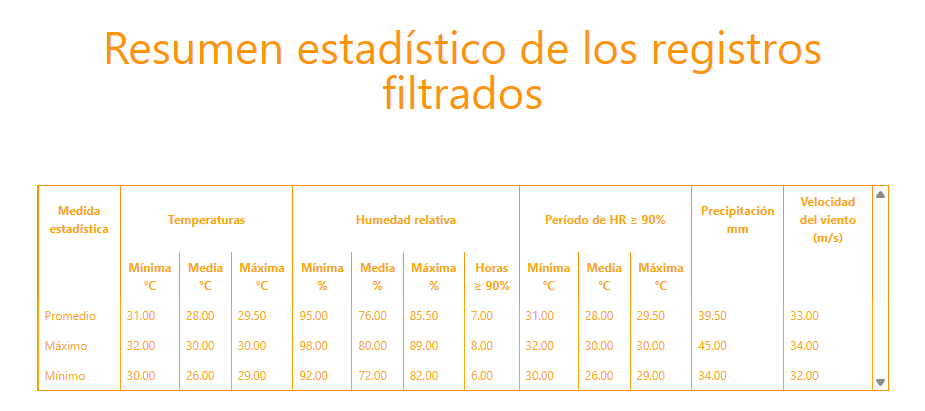 Resumen estadístico de los registros
filtrados
Medida
estadística
Temperaturas
Humedad relativa
Período de HR ≥ 90%
Precipitación
mm
Velocidad
del viento
(m/s)
Mínima
°C
Media
°C
Máxima
°C
Mínima
%
Media
%
Máxima
%
Horas
≥ 90%
Mínima
°C
Media
°C
Máxima
°C
Promedio 31.00 28.00 29.50 95.00 76.00 85.50 7.00 31.00 28.00 29.50 39.50 33.00
Máximo 32.00 30.00 30.00 98.00 80.00 89.00 8.00 32.00 30.00 30.00 45.00 34.00
Mínimo 30.00 26.00 29.00 92.00 72.00 82.00 6.00 30.00 26.00 29.00 34.00 32.00